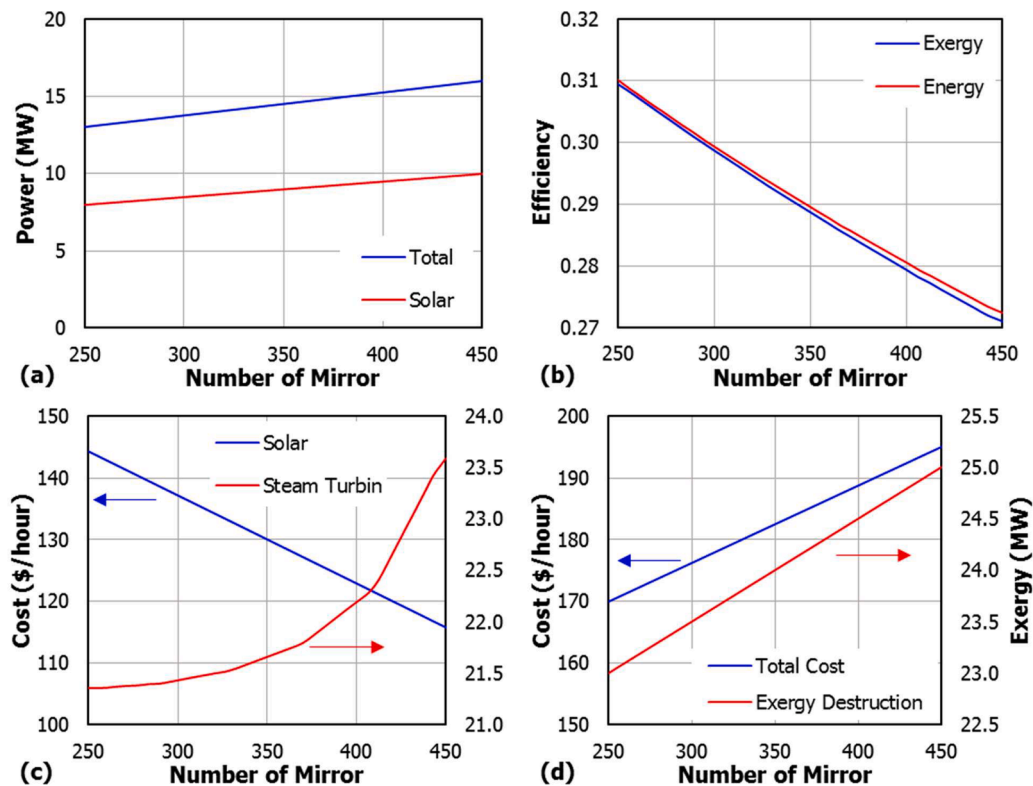 20
15
10
5
0
Power (MW)
Total
Solar
250
300
350
400
450
(a)
Number of Mirror
0.32
0.31
0.30
0.29
0.28
0.27
Efficiency
Exergy
Energy
250
300
350
400
450
(b)
Number of Mirror
150
140
130
120
110
100
Cost ($/hour)
Solar
Steam Turbin
24.0
23.5
23.0
22.5
22.0
21.5
21.0
250
300
350
400
450
(c)
Number of Mirror
200
190
180
170
160
150
Cost ($/hour)
Total Cost
Exergy Destruction
25.5
25.0
24.5
24.0
23.5
23.0
22.5
Exergy (MW)
250
300
350
400
450
(d)
Number of Mirror